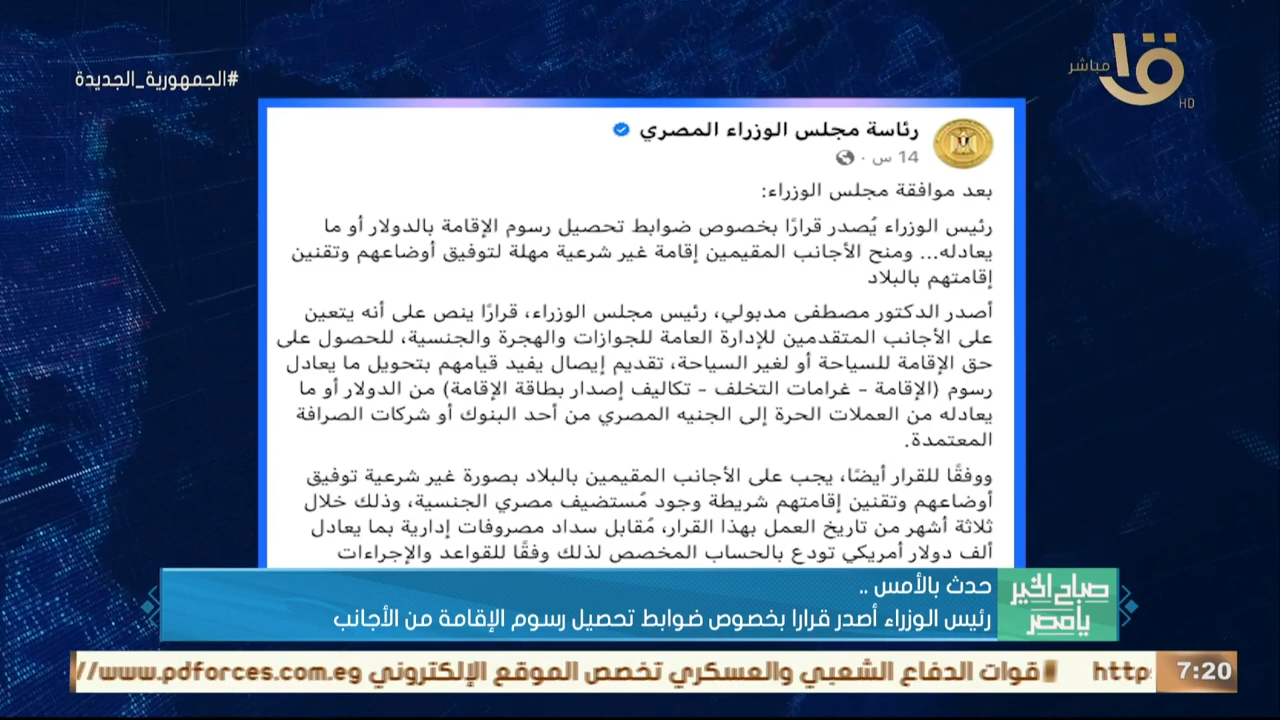 #الجمهورية_الجديدة
مباشر
HD
رئاسة مجلس الوزراء المصري
14 س ·
بعد موافقة مجلس الوزراء:
رئيس الوزراء يُصدر قرارًا بخصوص ضوابط تحصيل رسوم الإقامة بالدولار أو ما
يعادله... ومنح الأجانب المقيمين إقامة غير شرعية مهلة لتوفيق أوضاعهم وتقنين
إقامتهم بالبلاد
أصدر الدكتور مصطفى مدبولي، رئيس مجلس الوزراء، قرارًا ينص على أنه يتعين
على الأجانب المتقدمين للإدارة العامة للجوازات والهجرة والجنسية، للحصول على
حق الإقامة للسياحة أو لغير السياحة، تقديم إيصال يفيد قيامهم بتحويل ما يعادل
رسوم (الإقامة - غرامات التخلف - تكاليف إصدار بطاقة الإقامة) من الدولار أو ما
يعادله من العملات الحرة إلى الجنيه المصري من أحد البنوك أو شركات الصرافة
المعتمدة.
ووفقًا للقرار أيضًا، يجب على الأجانب المقيمين بالبلاد بصورة غير شرعية توفيق
أوضاعهم وتقنين إقامتهم شريطة وجود مُستضيف مصري الجنسية، وذلك خلال
ثلاثة أشهر من تاريخ العمل بهذا القرار، مُقابل سداد مصروفات إدارية بما يعادل
ألف دولار أمريكي تودع بالحساب المخصص لذلك وفقًا للقواعد والإجراءات
صباح الخير
يا مصر
حدث بالأمس ..
رئيس الوزراء أصدر قرارا بخصوص ضوابط تحصيل رسوم الإقامة من الأجانب
7:20
http:
قوات الدفاع الشعبي والعسكري تخصص الموقع الإلكتروني //www.pdforces.com.eg